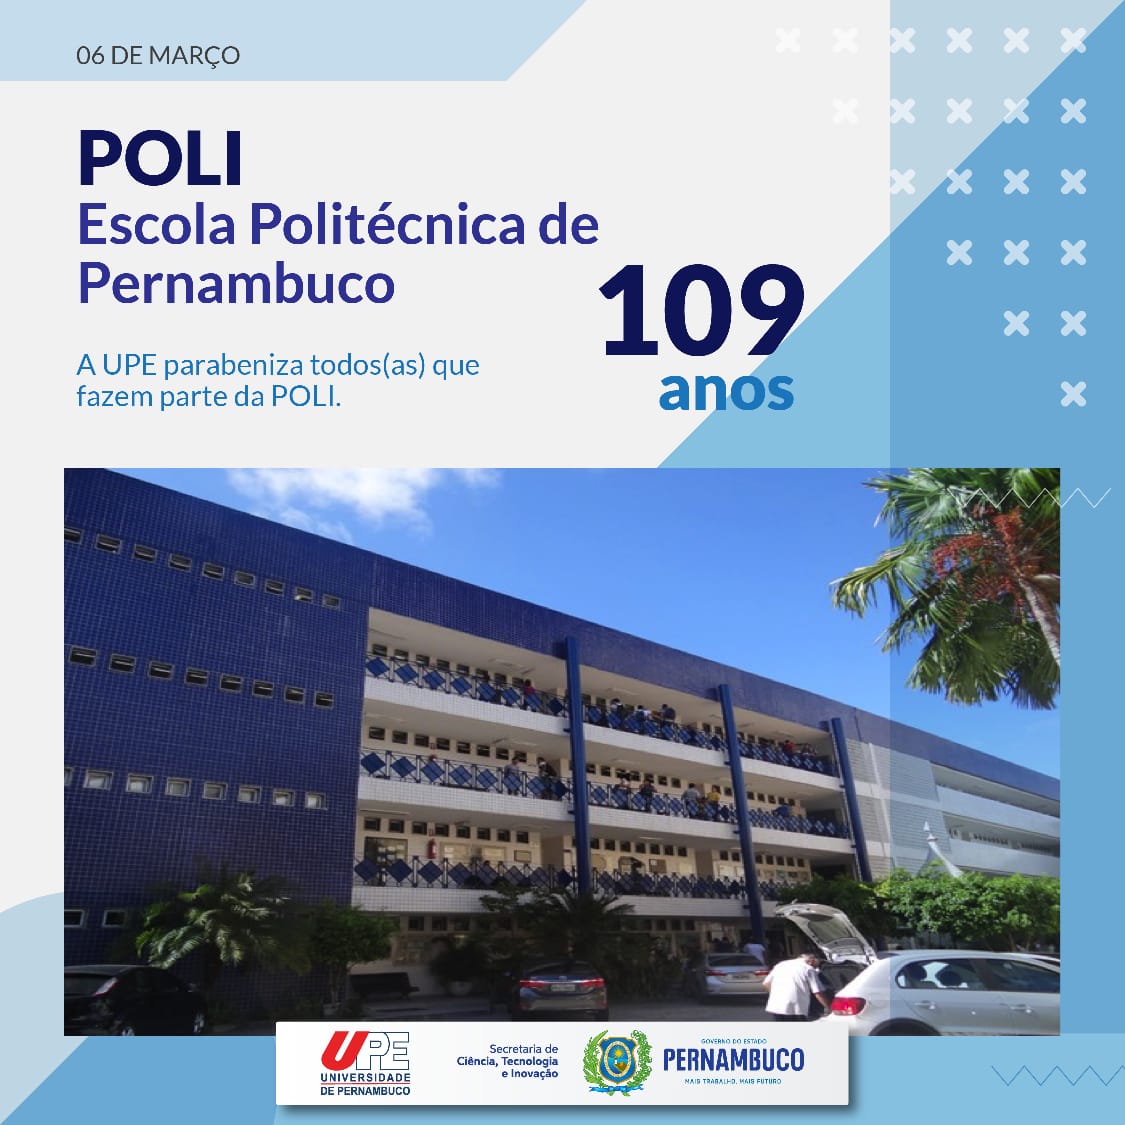 06 DE MARÇO
POLI
Escola Politécnica de
Pernambuco
109
anos
A UPE parabeniza todos(as) que
fazem parte da POLI.
UPE
UNIVERSIDADE
DE PERNAMBUCO
Secretaria de
Ciência, Tecnologia
e Inovação
GOVERNO DO ESTADO
PERNAMBUCO
MAIS TRABALHO, MAIS FUTURO